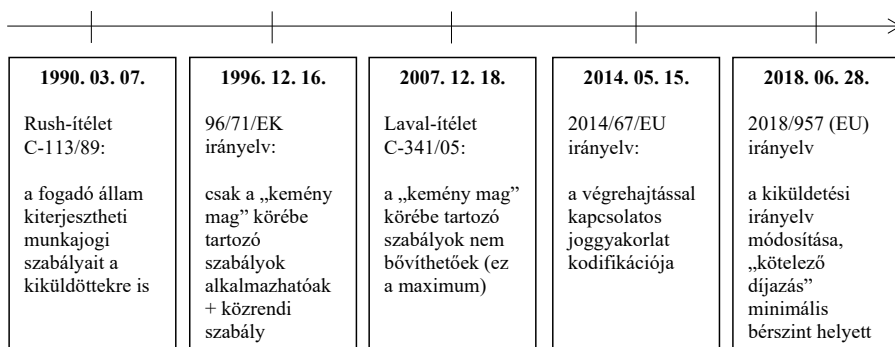 1990. 03. 07.
Rush-ítélet
C-113/89:
a fogadó állam
kiterjesztheti
munkajogi
szabályait a
kiküldöttekre is
1996. 12. 16.
96/71/EK
irányelv:
csak a „kemény
mag” körébe
tartozó
szabályok
alkalmazhatóak
+ közrendi
szabály
2007. 12. 18.
Laval-ítélet
C-341/05:
a „kemény mag”
körébe tartozó
szabályok nem
bővíthetőek (ez
a maximum)
2014. 05. 15.
2014/67/EU
irányelv:
a végrehajtással
kapcsolatos
joggyakorlat
kodifikációja
2018. 06. 28.
2018/957 (EU)
irányelv
a kiküldetési
irányelv
módosítása,
„kötelező
díjazás”
minimális
bérszint helyett